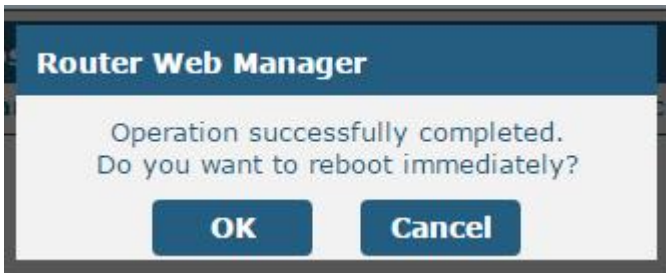 Router Web Manager
Operation successfully completed.
Do you want to reboot immediately?
OK Cancel